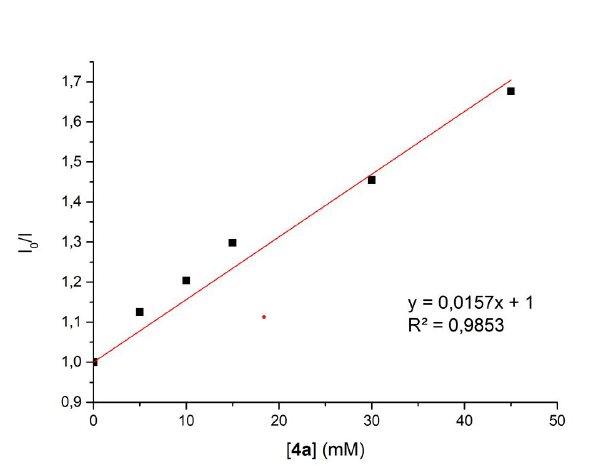 1,7
1,6
1,5
1,4
1,3
1,2
1,1
1,0
0,9
I0/I
y = 0,0157x + 1
R² = 0,9853
0 10 20 30 40 50
[4a] (mM)